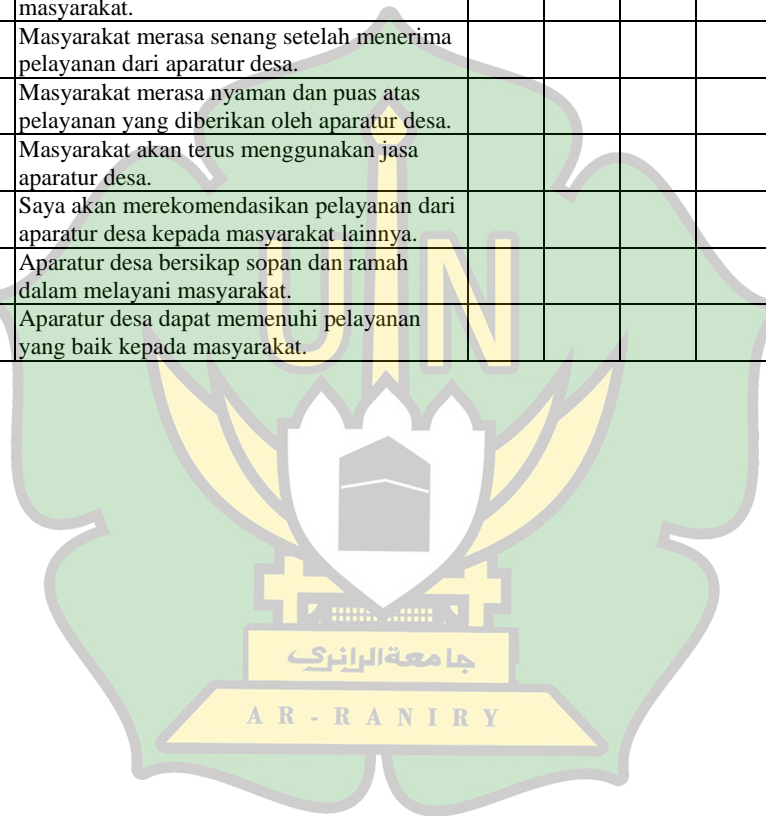 masyarakat.
Masyarakat merasa senang setelah menerima
pelayanan dari aparatur desa.
Masyarakat merasa nyaman dan puas atas
pelayanan yang diberikan oleh aparatur desa.
Masyarakat akan terus menggunakan jasa
aparatur desa.
Saya akan merekomendasikan pelayanan dari
aparatur desa kepada masyarakat lainnya.
Aparatur desa bersikap sopan dan ramah
dalam melayani masyarakat.
Aparatur desa dapat memenuhi pelayanan
yang baik kepada masyarakat.
UIN
جامعة الرانري
AR-RANIRY